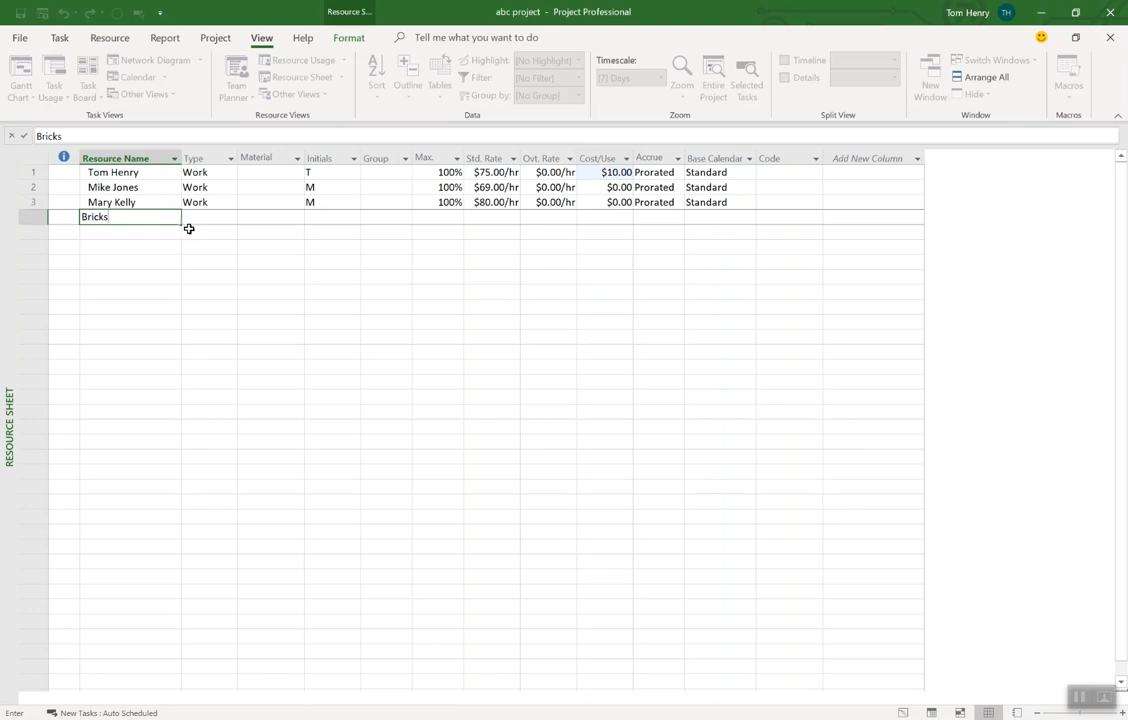 Resource S... abc project - Project Professional Tom Henry TH
File Task Resource Report Project View Help Format Tell me what you want to do
Gantt Chart
Task Usage
Task Board
Network Diagram
Calendar
Other Views
Task Views
Team Planner
Resource Usage
Resource Sheet
Other Views
Resource Views
Sort
Outline
Tables
Highlight: [No Highlight]
Filter: [No Filter]
Group by: [No Group]
Data
Timescale:
[7] Days
Zoom
Entire Project
Selected Tasks
Zoom
Timeline
Details
Split View
New Window
Switch Windows
Arrange All
Hide
Window
Macros
Macros
Bricks
Resource Name Type Material Initials Group Max. Std. Rate Ovt. Rate Cost/Use Accrue Base Calendar Code Add New Column
1 Tom Henry Work T 100% $75.00/hr $0.00/hr $10.00 Prorated Standard
2 Mike Jones Work M 100% $69.00/hr $0.00/hr $0.00 Prorated Standard
3 Mary Kelly Work M 100% $80.00/hr $0.00/hr $0.00 Prorated Standard
Bricks
RESOURCE SHEET
Enter New Tasks : Auto Scheduled